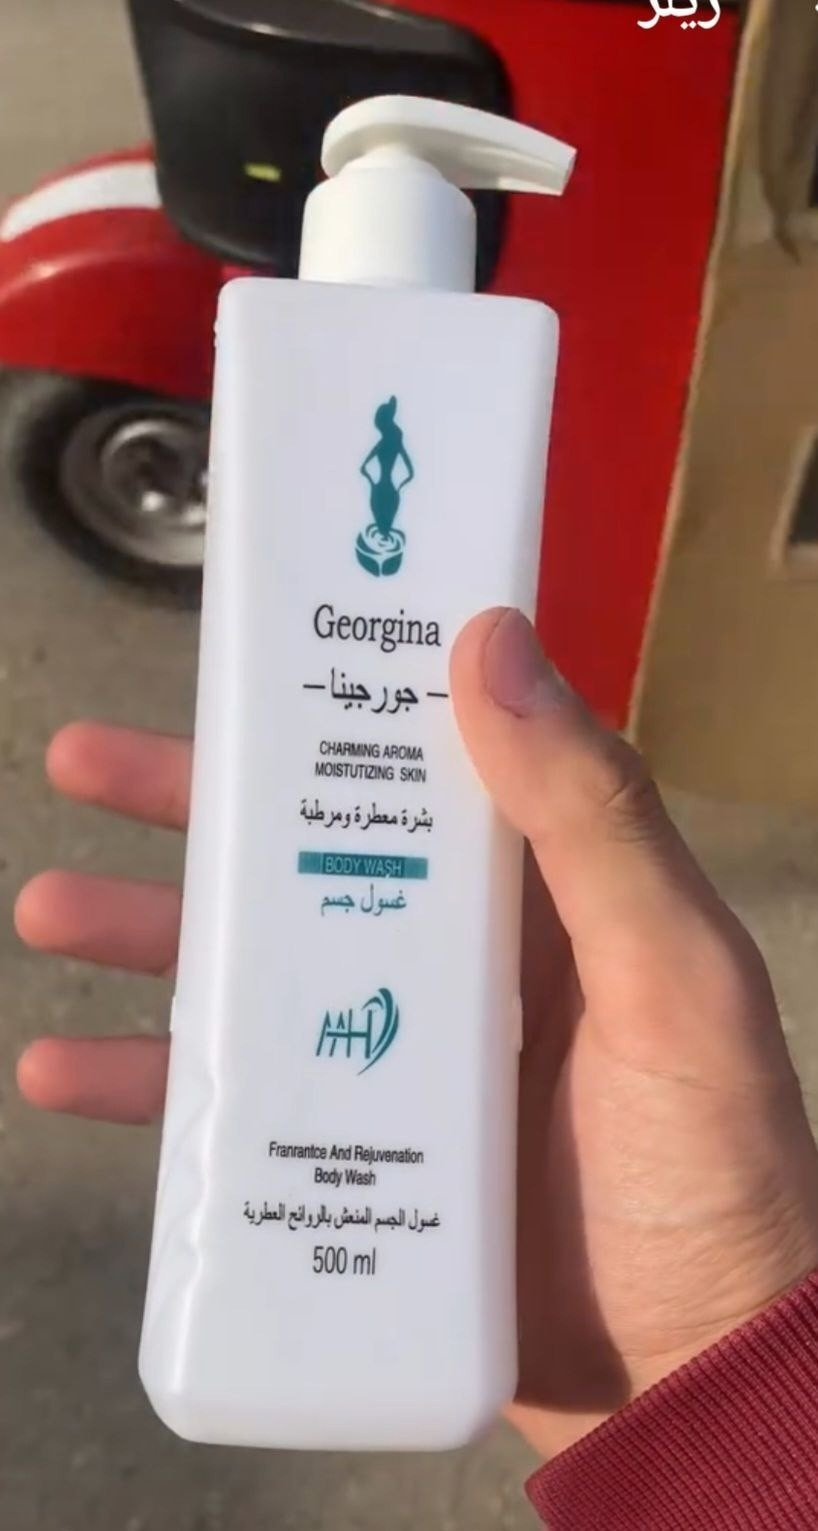 رينر
Georgina
– جورجينا –
CHARMING AROMA
MOISTUTIZING SKIN
بشرة معطرة ومرطبة
BODY WASH
غسول جسم
Franrantce And Rejuvenation
Body Wash
غسول الجسم المنعش بالروائح العطرية
500 ml